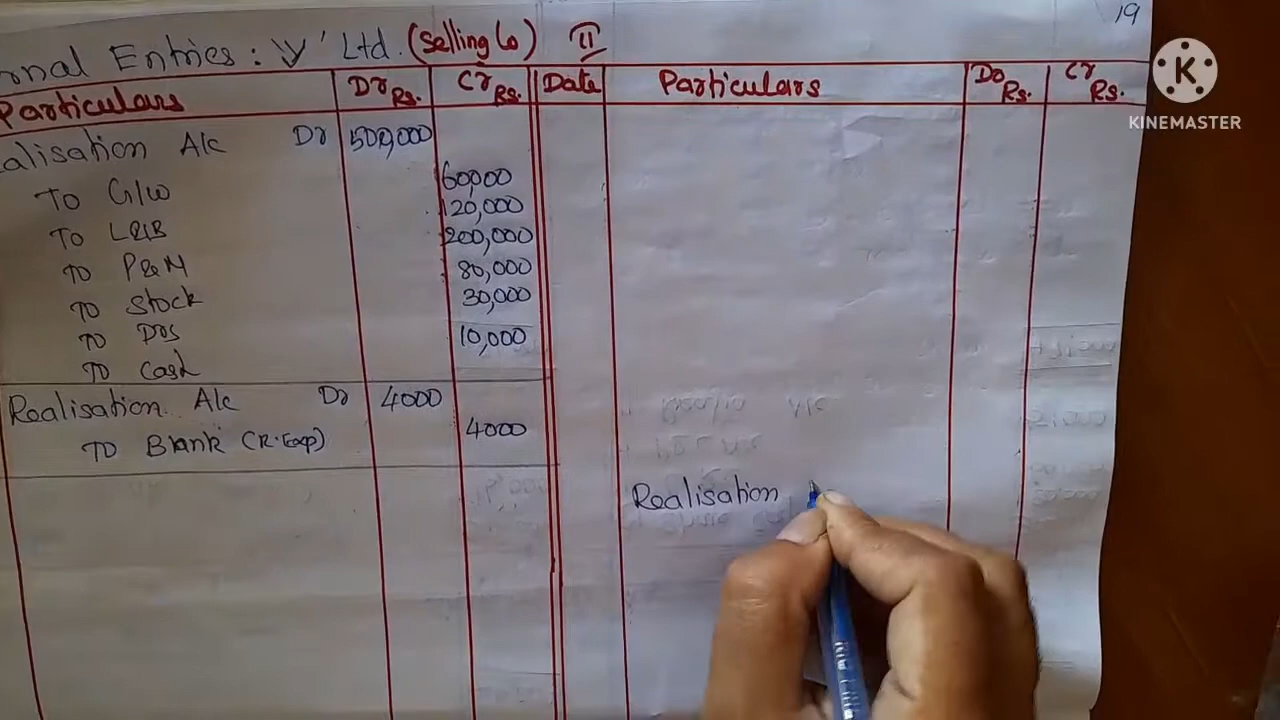 19
onal Entries : V' Ltd. (Selling Co) II
Particulars Dr Rs. Cr Rs. Date Particulars Dr Rs. Cr Rs.
alisation A/c Dr 500,000
To G/W 60,000
To L&B 120,000
To P&M 200,000
To Stock 80,000
To Drs 30,000
To Cash 10,000
Realisation A/c Dr 4000
To Bank (R.Exp) 4000
Realisation
K
KINEMASTER